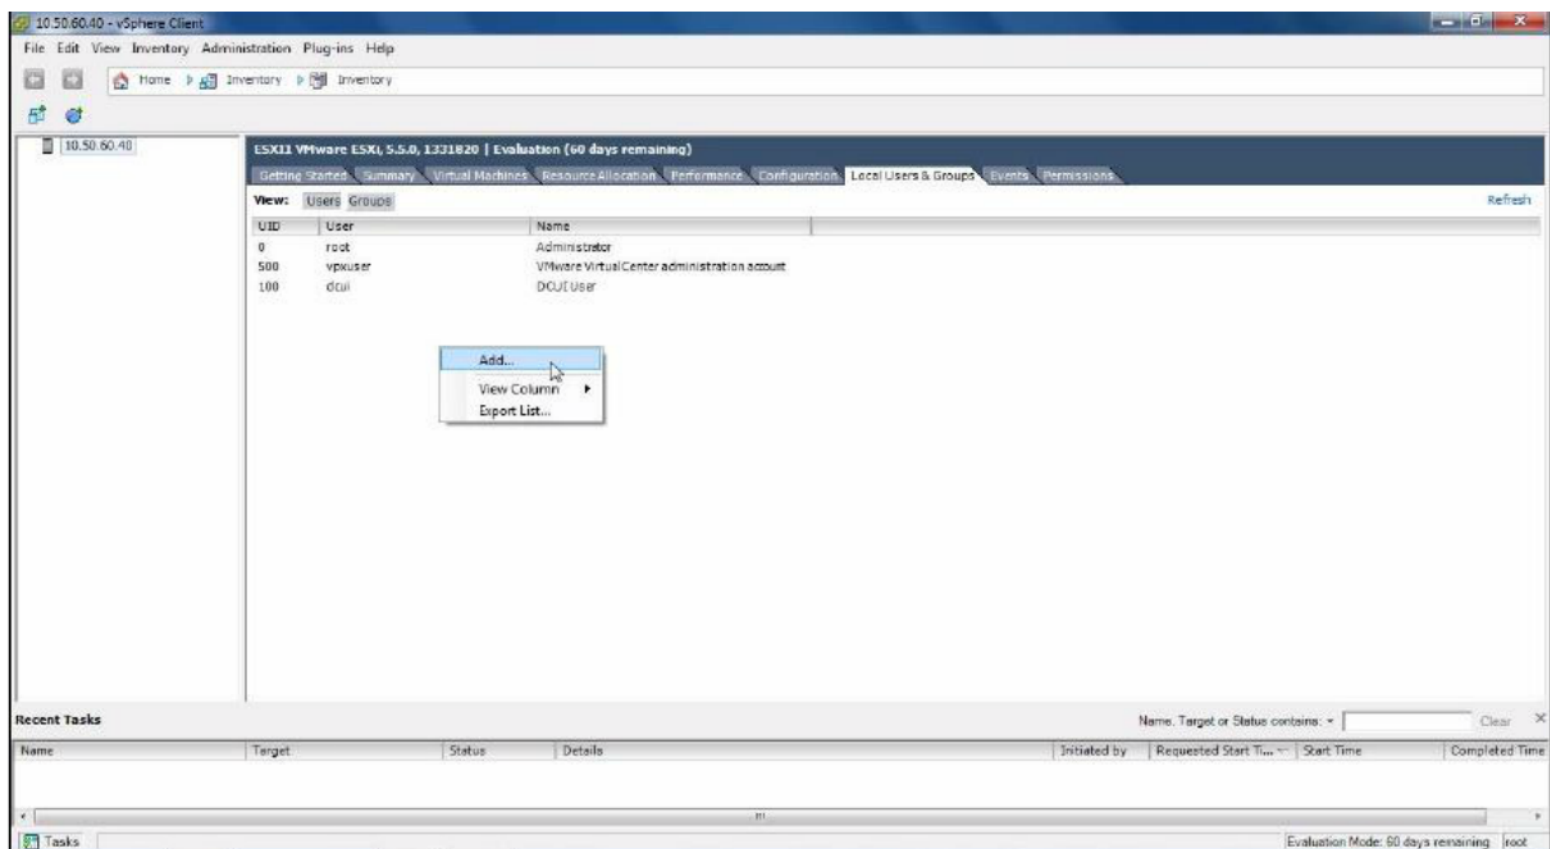 10.50.60.40 - vSphere Client
File Edit View Inventory Administration Plug-ins Help
Home Inventory Inventory
10.50.60.40
ESXI1 VMware ESXi, 5.5.0, 1331820 | Evaluation (60 days remaining)
Getting Started Summary Virtual Machines Resource Allocation Performance Configuration Local Users & Groups Events Permissions
View: Users Groups Refresh
UID User Name
0 root Administrator
500 vpxuser VMware VirtualCenter administration account
100 dcui DCUI User
Add...
View Column
Export List...
Recent Tasks Name, Target or Status contains: Clear
Name Target Status Details Initiated by Requested Start Ti... Start Time Completed Time
Tasks Evaluation Mode: 60 days remaining root